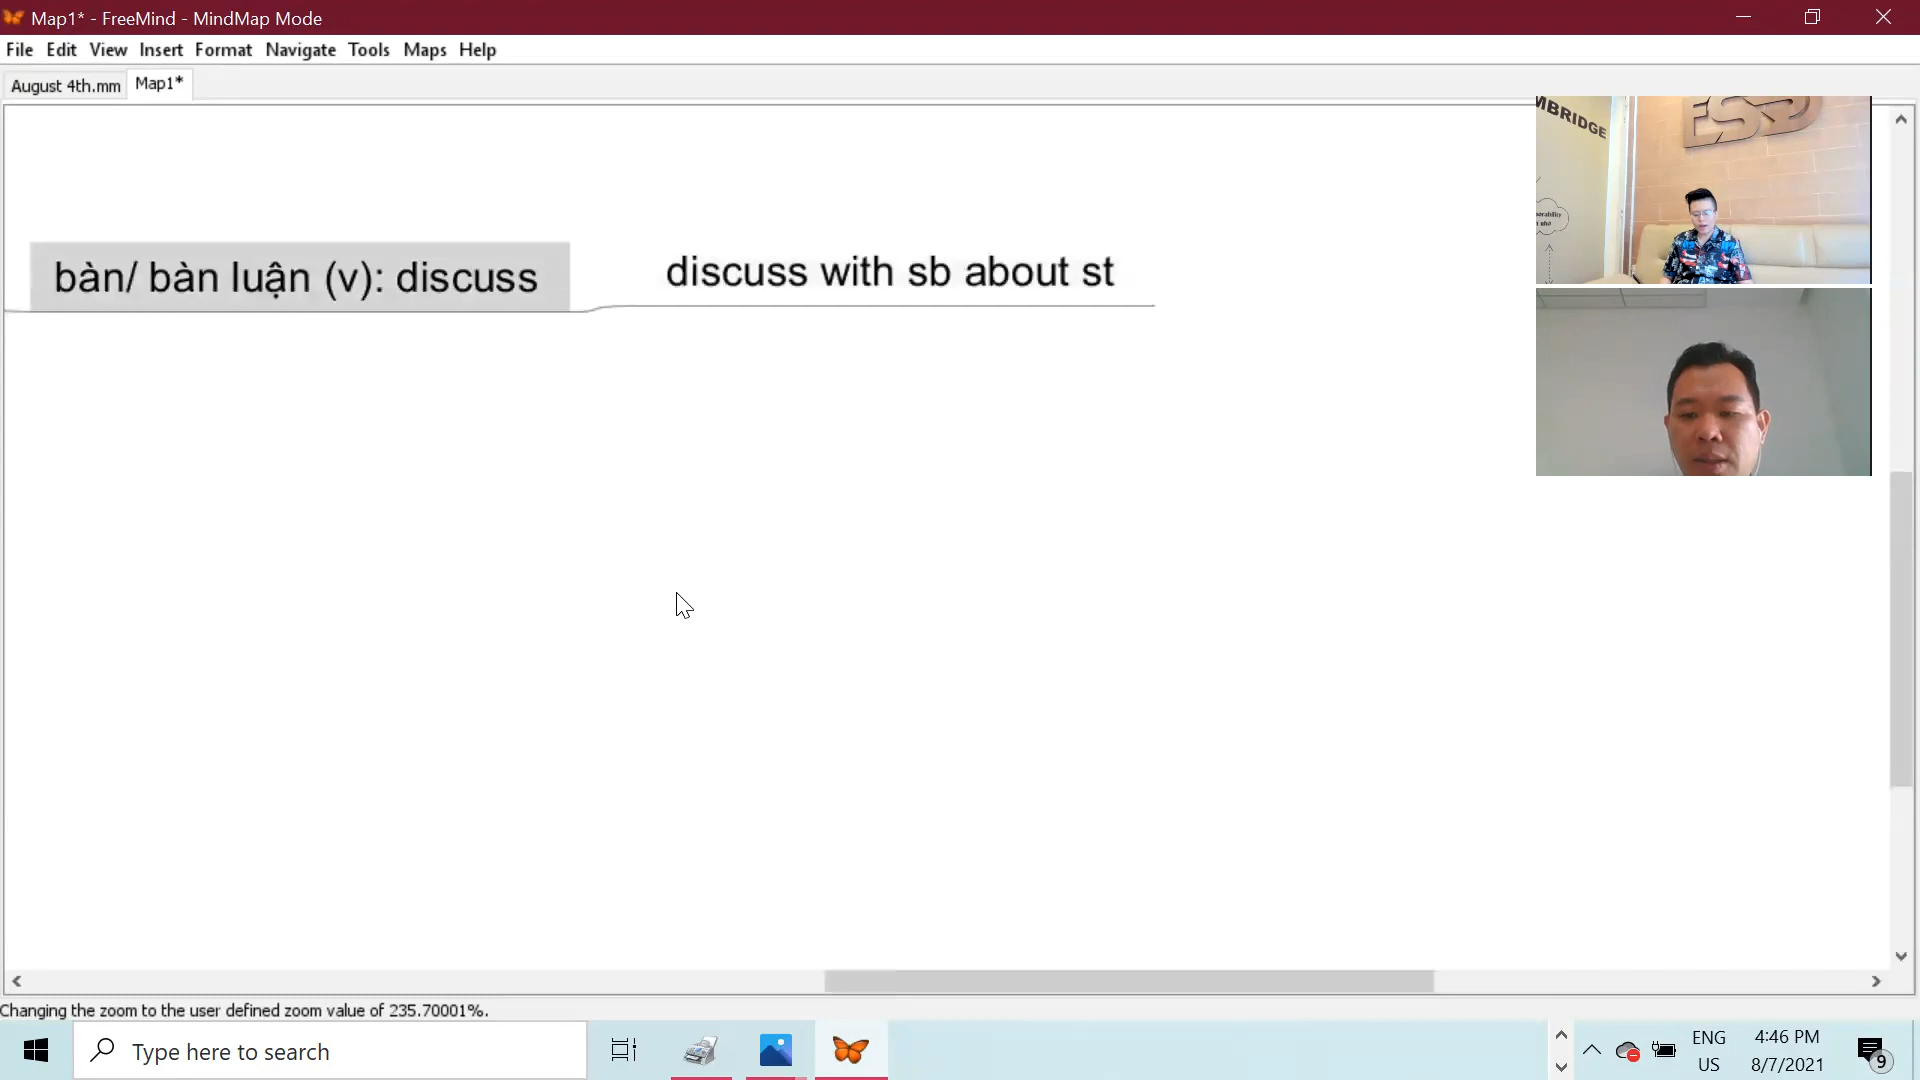 Map1* - FreeMind - MindMap Mode
File Edit View Insert Format Navigate Tools Maps Help
August 4th.mm Map1*
MBRIDGE
ESD
bàn/ bàn luận (v): discuss
discuss with sb about st
Changing the zoom to the user defined zoom value of 235.70001%.
Type here to search
ENG
US
4:46 PM
8/7/2021
9